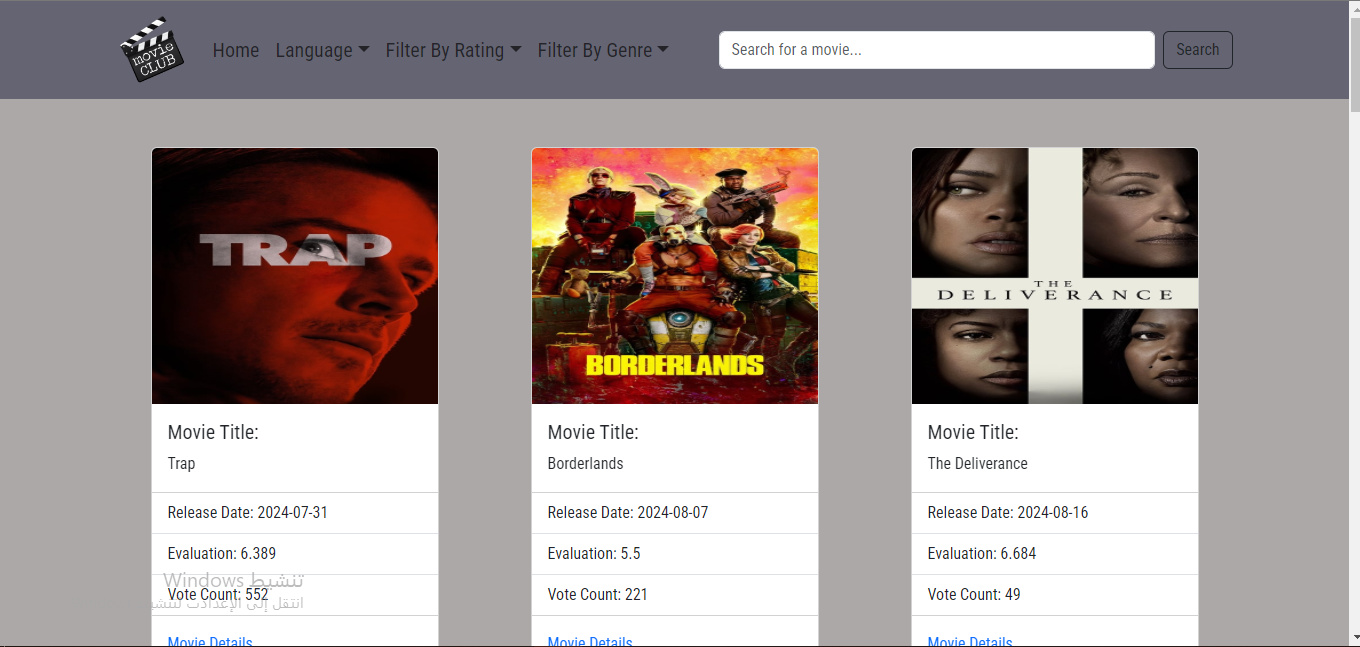 movie
CLUB
Home Language Filter By Rating Filter By Genre Search for a movie... Search
TRAP
BORDERLANDS
THE
DELIVERANCE
Movie Title: Movie Title: Movie Title:
Trap Borderlands The Deliverance
Release Date: 2024-07-31 Release Date: 2024-08-07 Release Date: 2024-08-16
Evaluation: 6.389 Evaluation: 5.5 Evaluation: 6.684
تنشيط Windows
Vote Count: 552 Vote Count: 221 Vote Count: 49
انتقل إلى الإعدادات
Movie Details Movie Details Movie Details